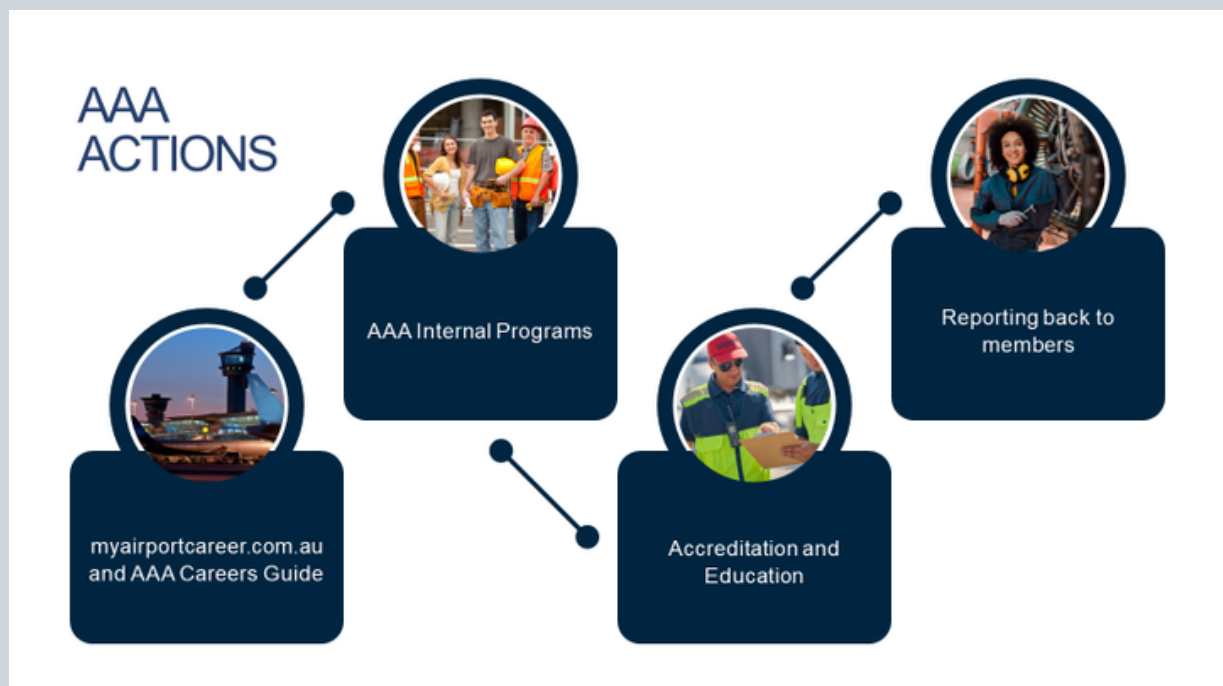 AAA
ACTIONS
myairportcareer.com.au
and AAA Careers Guide
AAA Internal Programs
Accreditation and
Education
Reporting back to
members